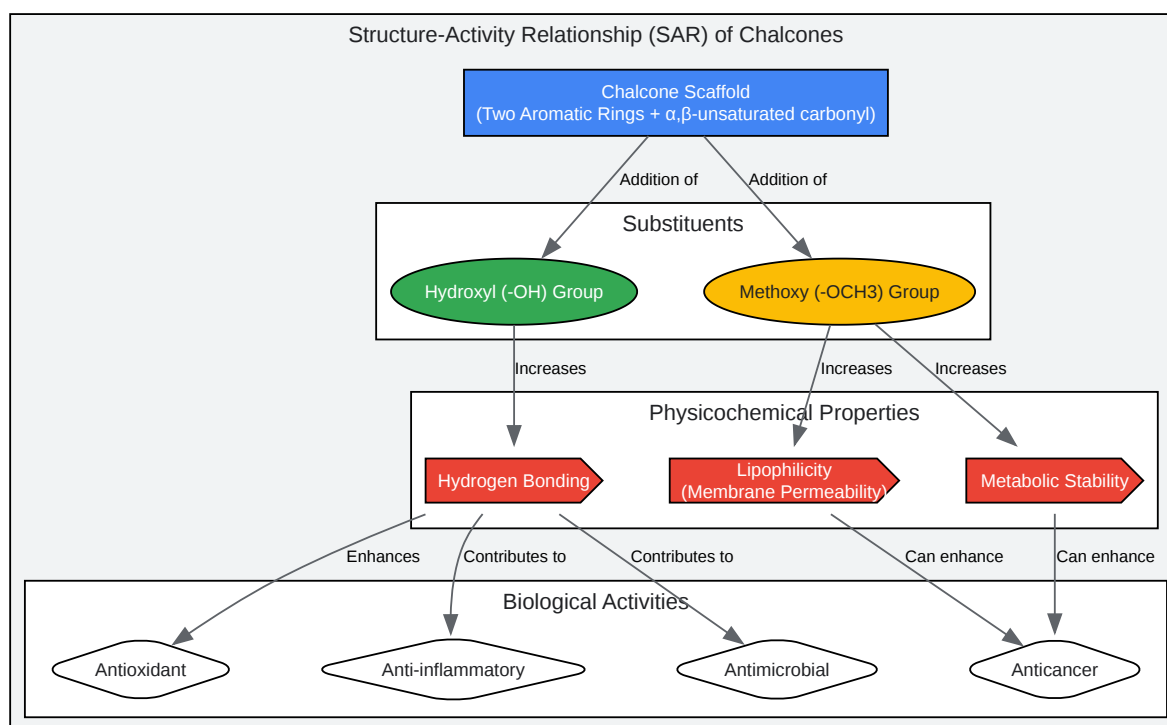 Structure-Activity Relationship (SAR) of Chalcones
Chalcone Scaffold
(Two Aromatic Rings + α,β-unsaturated carbonyl)
Addition of
Addition of
Substituents
Hydroxyl (-OH) Group
Methoxy (-OCH3) Group
Increases
Increases
Increases
Physicochemical Properties
Hydrogen Bonding
Lipophilicity
(Membrane Permeability)
Metabolic Stability
Enhances
Contributes to
Contributes to
Can enhance
Can enhance
Biological Activities
Antioxidant
Anti-inflammatory
Antimicrobial
Anticancer